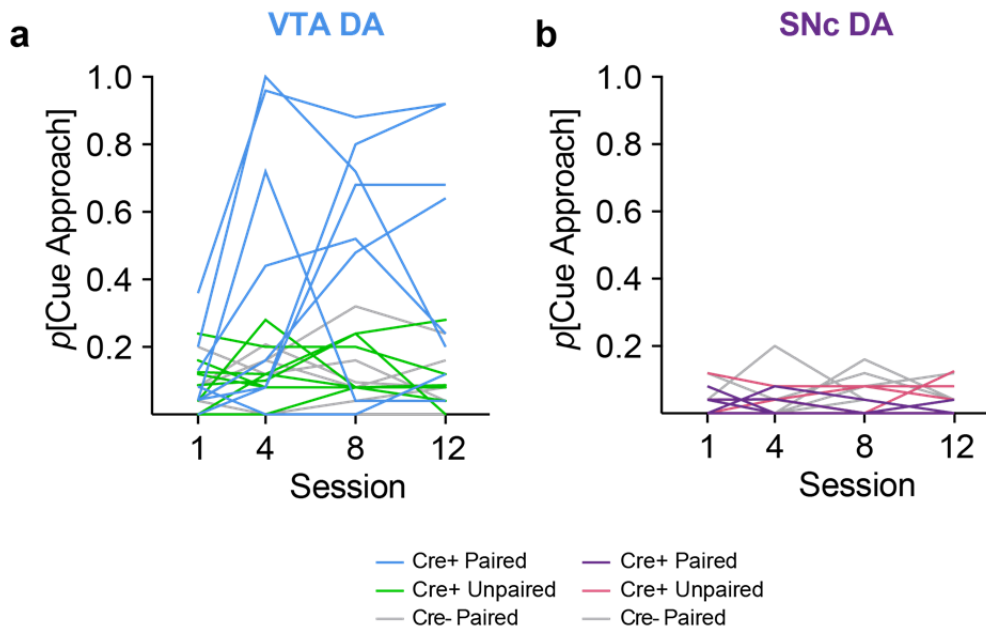 a
VTA DA
p[Cue Approach]
1.0
0.8
0.6
0.4
0.2
1 4 8 12
Session
b
SNc DA
p[Cue Approach]
1.0
0.8
0.6
0.4
0.2
1 4 8 12
Session
Cre+ Paired
Cre+ Unpaired
Cre- Paired
Cre+ Paired
Cre+ Unpaired
Cre- Paired